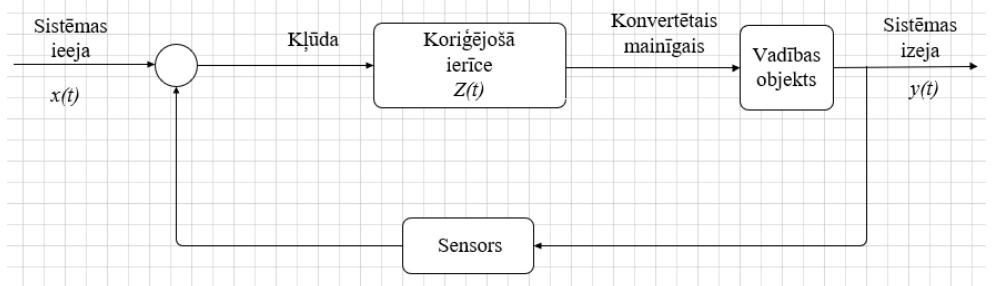 Sistēmas
ieeja
x(t)
Kļūda
Koriģējošā
ierīce
Z(t)
Konvertētais
mainīgais
Vadības
objekts
Sistēmas
izeja
y(t)
Sensors